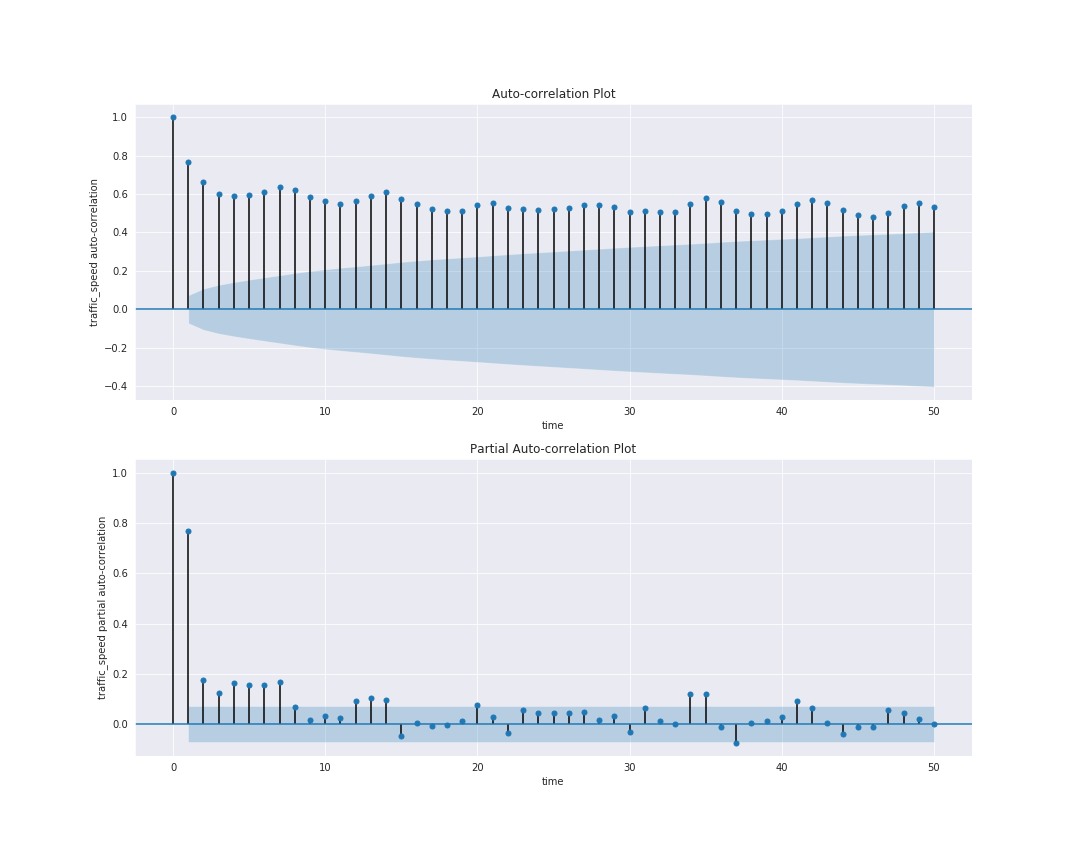 Auto-correlation Plot
traffic_speed auto-correlation
1.0
0.8
0.6
0.4
0.2
0.0
−0.2
−0.4
0 10 20 30 40 50
time
Partial Auto-correlation Plot
traffic_speed partial auto-correlation
1.0
0.8
0.6
0.4
0.2
0.0
0 10 20 30 40 50
time